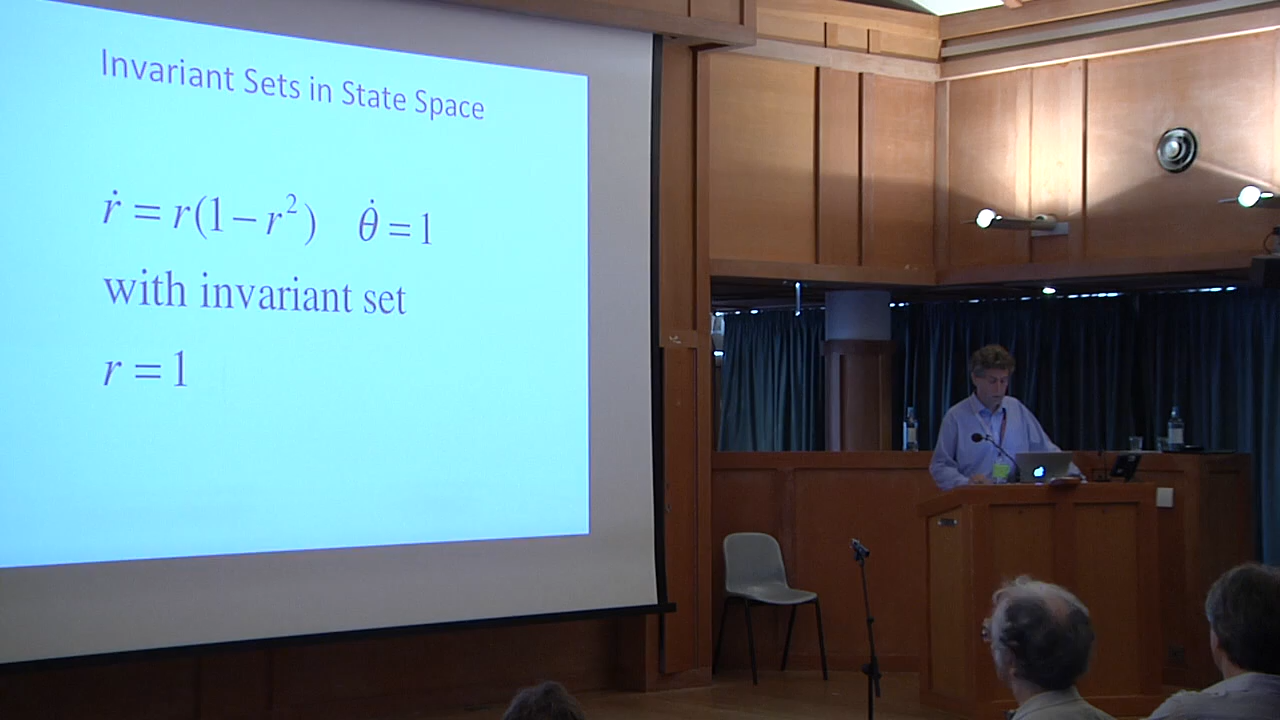 Invariant Sets in State Space
ṙ = r(1 − r²) θ̇ = 1
with invariant set
r = 1